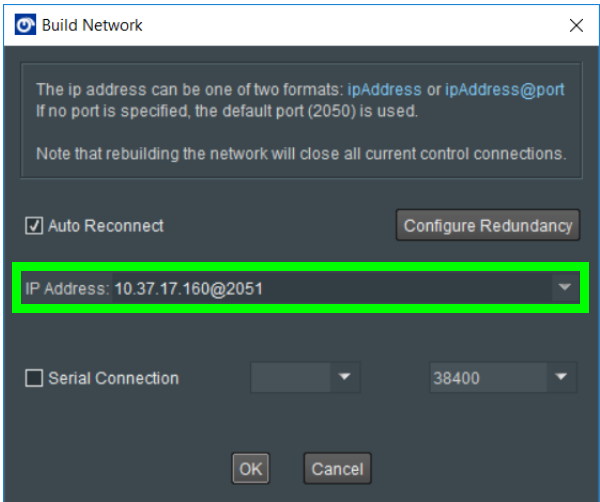 Build Network
The ip address can be one of two formats: ipAddress or ipAddress@port
If no port is specified, the default port (2050) is used.
Note that rebuilding the network will close all current control connections.
Auto Reconnect
Configure Redundancy
IP Address: 10.37.17.160@2051
Serial Connection
38400
OK
Cancel